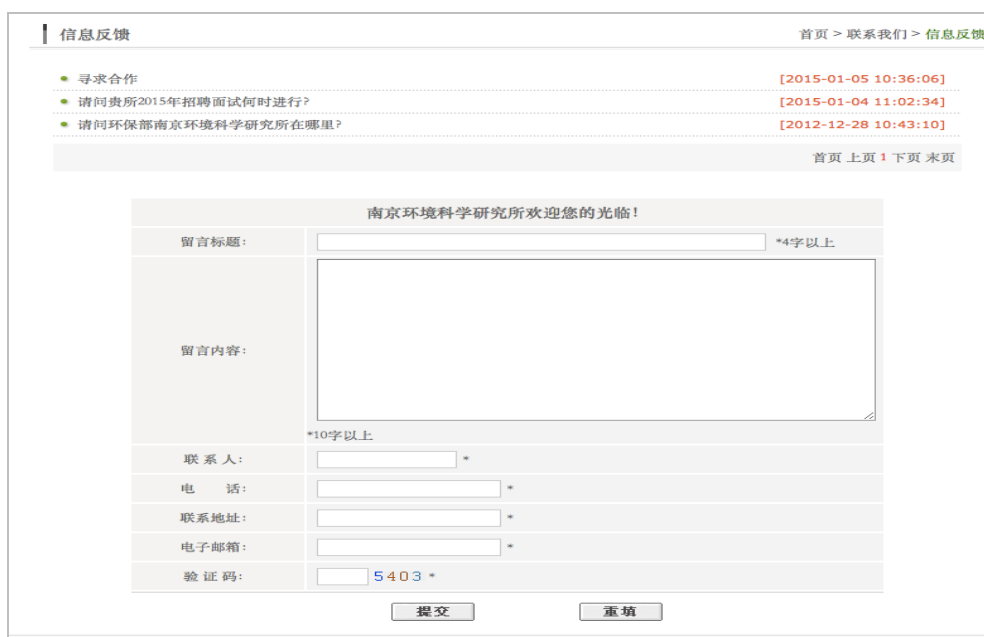 信息反馈 首页 > 联系我们 > 信息反馈
寻求合作 [2015-01-05 10:36:06]
请问贵所2015年招聘面试何时进行? [2015-01-04 11:02:34]
请问环保部南京环境科学研究所在哪里? [2012-12-28 10:43:10]
首页 上页 1 下页 末页
南京环境科学研究所欢迎您的光临!
留言标题: *4字以上
留言内容:
*10字以上
联 系 人: *
电 话: *
联系地址: *
电子邮箱: *
验 证 码: 5403 *
提交 重填